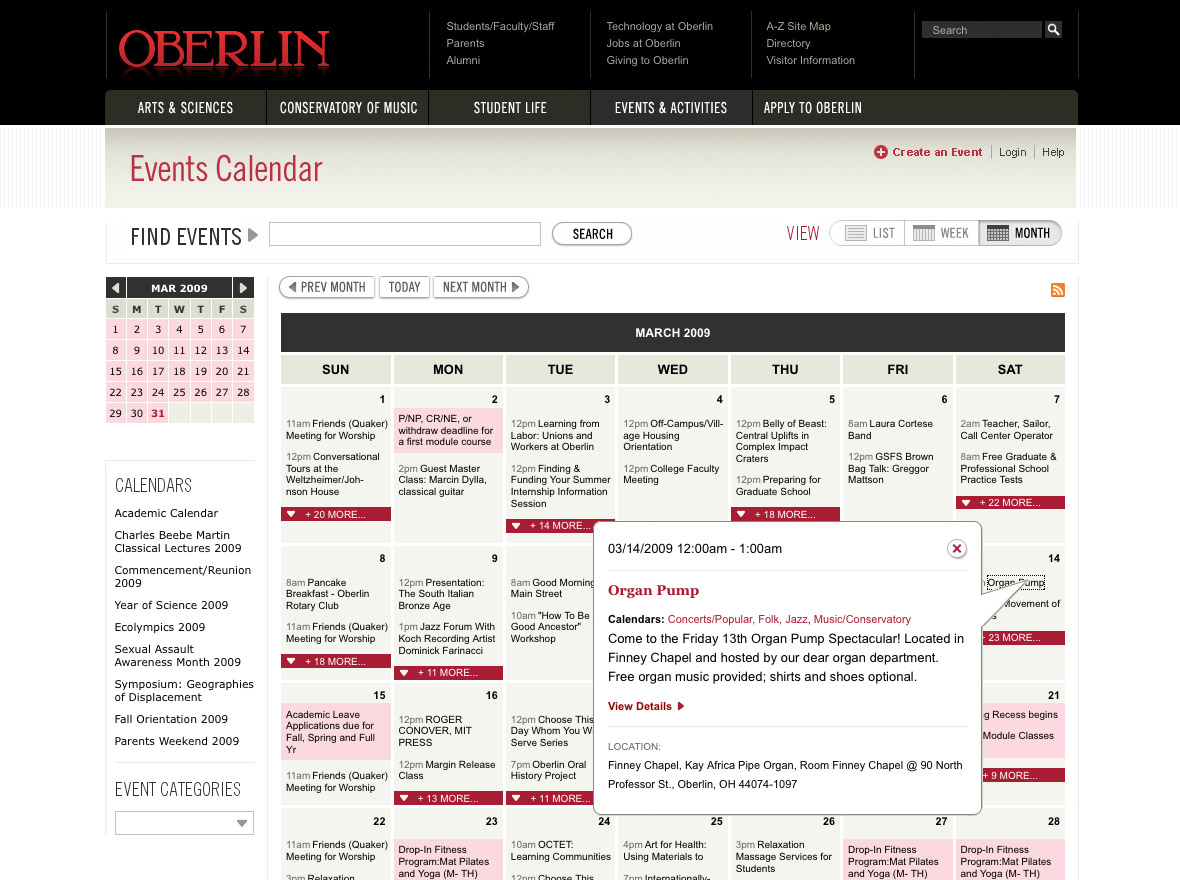 OBERLIN
Students/Faculty/Staff
Parents
Alumni
Technology at Oberlin
Jobs at Oberlin
Giving to Oberlin
A-Z Site Map
Directory
Visitor Information
Search
ARTS & SCIENCES
CONSERVATORY OF MUSIC
STUDENT LIFE
EVENTS & ACTIVITIES
APPLY TO OBERLIN
Events Calendar
Create an Event
Login
Help
FIND EVENTS
SEARCH
VIEW
LIST
WEEK
MONTH
MAR 2009
S M T W T F S
1 2 3 4 5 6 7
8 9 10 11 12 13 14
15 16 17 18 19 20 21
22 23 24 25 26 27 28
29 30 31
CALENDARS
Academic Calendar
Charles Beebe Martin
Classical Lectures 2009
Commencement/Reunion
2009
Year of Science 2009
Ecolympics 2009
Sexual Assault
Awareness Month 2009
Symposium: Geographies
of Displacement
Fall Orientation 2009
Parents Weekend 2009
EVENT CATEGORIES
PREV MONTH
TODAY
NEXT MONTH
MARCH 2009
SUN
MON
TUE
WED
THU
FRI
SAT
1
11am Friends (Quaker)
Meeting for Worship
12pm Conversational
Tours at the
Weltzheimer/Joh-
nson House
+ 20 MORE...
2
P/NP, CR/NE, or
withdraw deadline for
a first module course
2pm Guest Master
Class: Marcin Dylla,
classical guitar
3
12pm Learning from
Labor: Unions and
Workers at Oberlin
12pm Finding &
Funding Your Summer
Internship Information
Session
+ 14 MORE...
4
12pm Off-Campus/Vill-
age Housing
Orientation
12pm College Faculty
Meeting
5
12pm Belly of Beast:
Central Uplifts in
Complex Impact
Craters
12pm Preparing for
Graduate School
+ 18 MORE...
6
8am Laura Cortese
Band
12pm GSFS Brown
Bag Talk: Greggor
Mattson
7
2am Teacher, Sailor,
Call Center Operator
8am Free Graduate &
Professional School
Practice Tests
+ 22 MORE...
8
8am Pancake
Breakfast - Oberlin
Rotary Club
11am Friends (Quaker)
Meeting for Worship
+ 18 MORE...
9
12pm Presentation:
The South Italian
Bronze Age
1pm Jazz Forum With
Koch Recording Artist
Dominick Farinacci
+ 11 MORE...
8am Good Morning
Main Street
10am "How To Be
Good Ancestor"
Workshop
14
Organ Pump
Movement of
+ 23 MORE...
03/14/2009 12:00am - 1:00am
Organ Pump
Calendars: Concerts/Popular, Folk, Jazz, Music/Conservatory
Come to the Friday 13th Organ Pump Spectacular! Located in
Finney Chapel and hosted by our dear organ department.
Free organ music provided; shirts and shoes optional.
View Details
LOCATION:
Finney Chapel, Kay Africa Pipe Organ, Room Finney Chapel @ 90 North
Professor St., Oberlin, OH 44074-1097
15
Academic Leave
Applications due for
Fall, Spring and Full
Yr
11am Friends (Quaker)
Meeting for Worship
16
12pm ROGER
CONOVER, MIT
PRESS
12pm Margin Release
Class
+ 13 MORE...
12pm Choose This
Day Whom You W
Serve Series
7pm Oberlin Oral
History Project
+ 11 MORE...
21
g Recess begins
Module Classes
+ 9 MORE...
22
11am Friends (Quaker)
Meeting for Worship
3pm Relaxation
23
Drop-In Fitness
Program:Mat Pilates
and Yoga (M- TH)
24
10am OCTET:
Learning Communities
12pm Choose This
25
4pm Art for Health:
Using Materials to
7pm Internationally-
26
3pm Relaxation
Massage Services for
Students
27
Drop-In Fitness
Program:Mat Pilates
and Yoga (M- TH)
28
Drop-In Fitness
Program:Mat Pilates
and Yoga (M- TH)